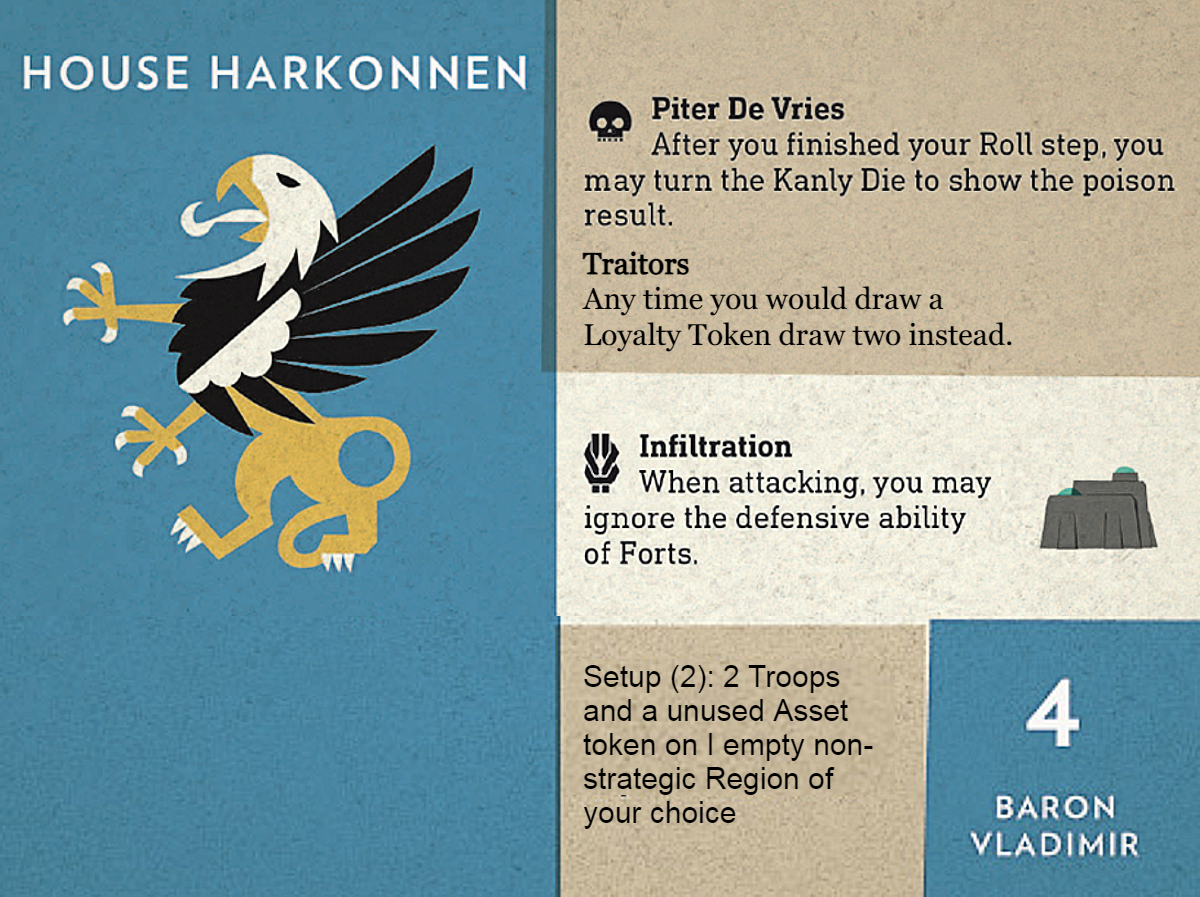 HOUSE HARKONNEN
Piter De Vries
After you finished your Roll step, you
may turn the Kanly Die to show the poison
result.
Traitors
Any time you would draw a
Loyalty Token draw two instead.
Infiltration
When attacking, you may
ignore the defensive ability
of Forts.
Setup (2): 2 Troops
and a unused Asset
token on I empty non-
strategic Region of
your choice
4
BARON
VLADIMIR